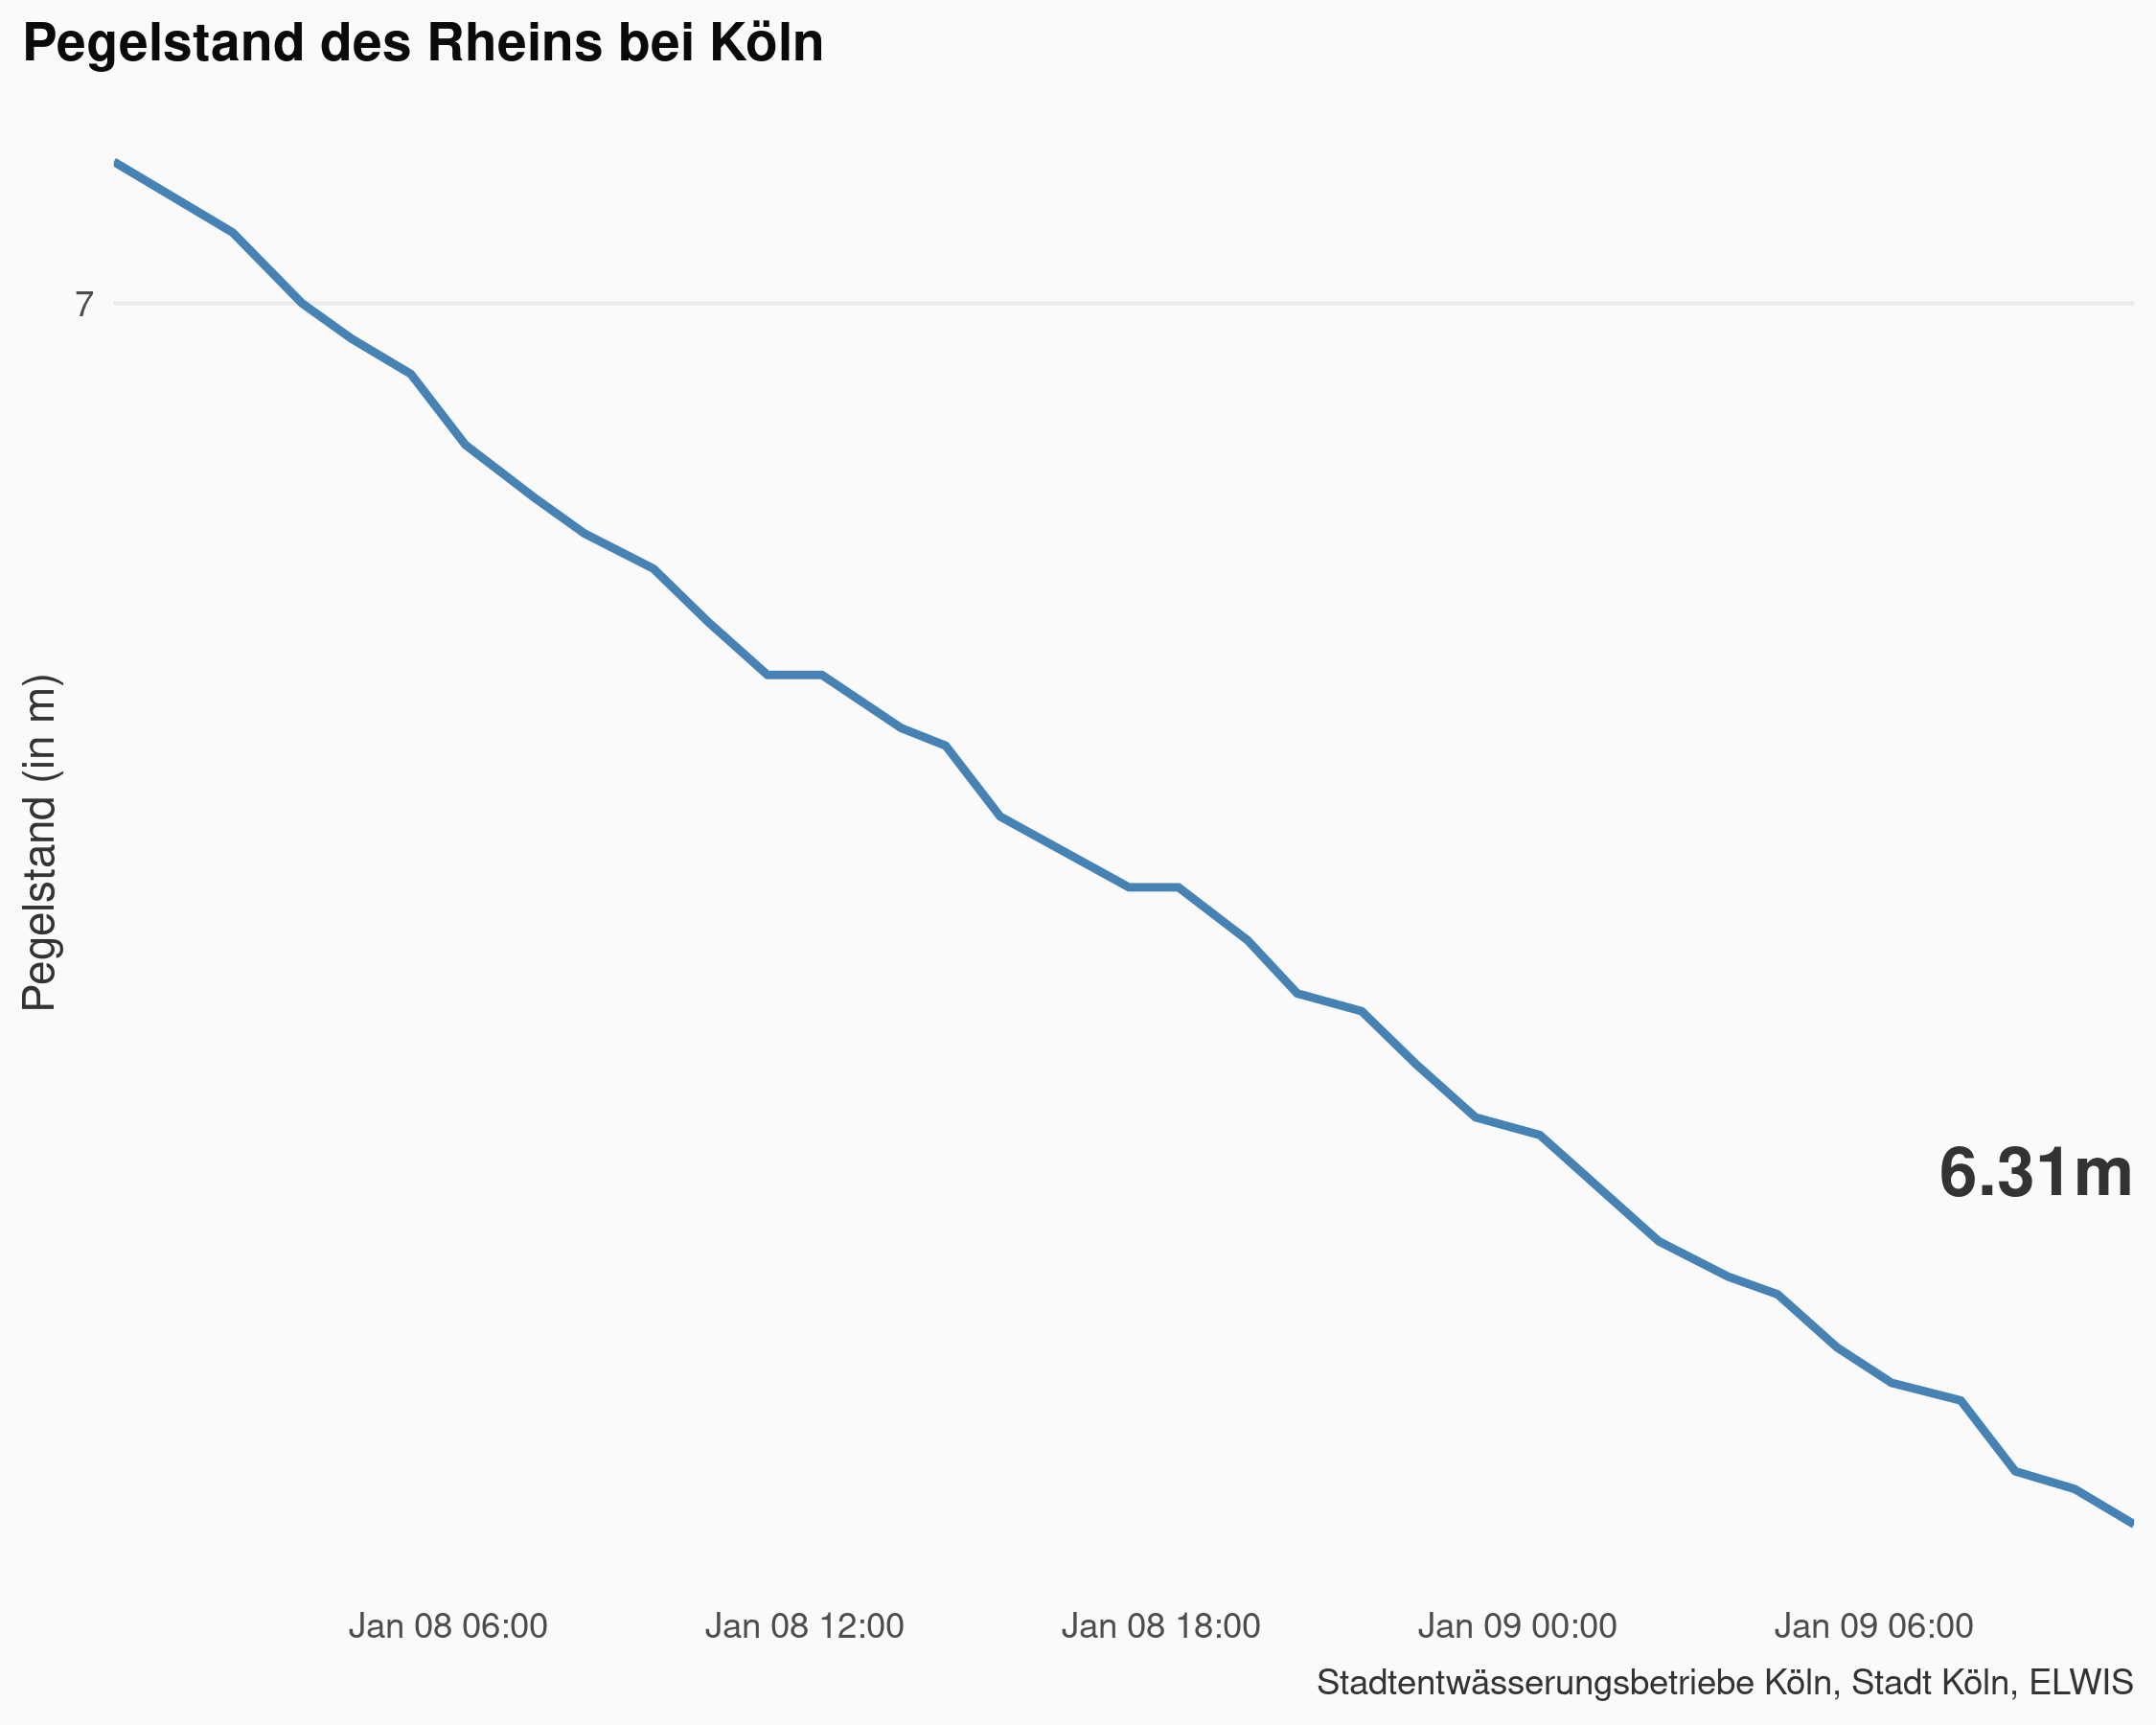 Pegelstand des Rheins bei Köln
7
Pegelstand (in m)
6.31m
Jan 08 06:00
Jan 08 12:00
Jan 08 18:00
Jan 09 00:00
Jan 09 06:00
Stadtentwässerungsbetriebe Köln, Stadt Köln, ELWIS